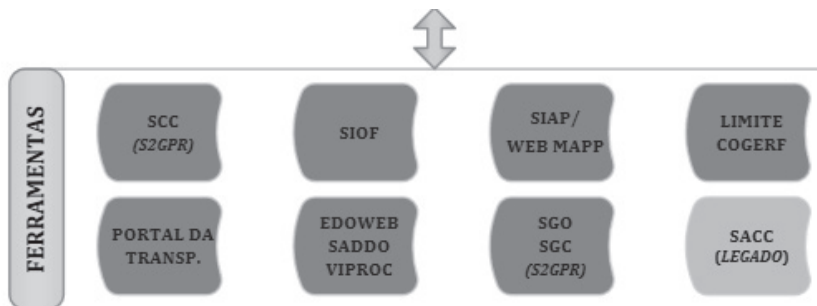 FERRAMENTAS
SCC
(S2GPR)
SIOF
SIAP/
WEB MAPP
LIMITE
COGERF
PORTAL DA
TRANSP.
EDOWEB
SADDO
VIPROC
SGO
SGC
(S2GPR)
SACC
(LEGADO)